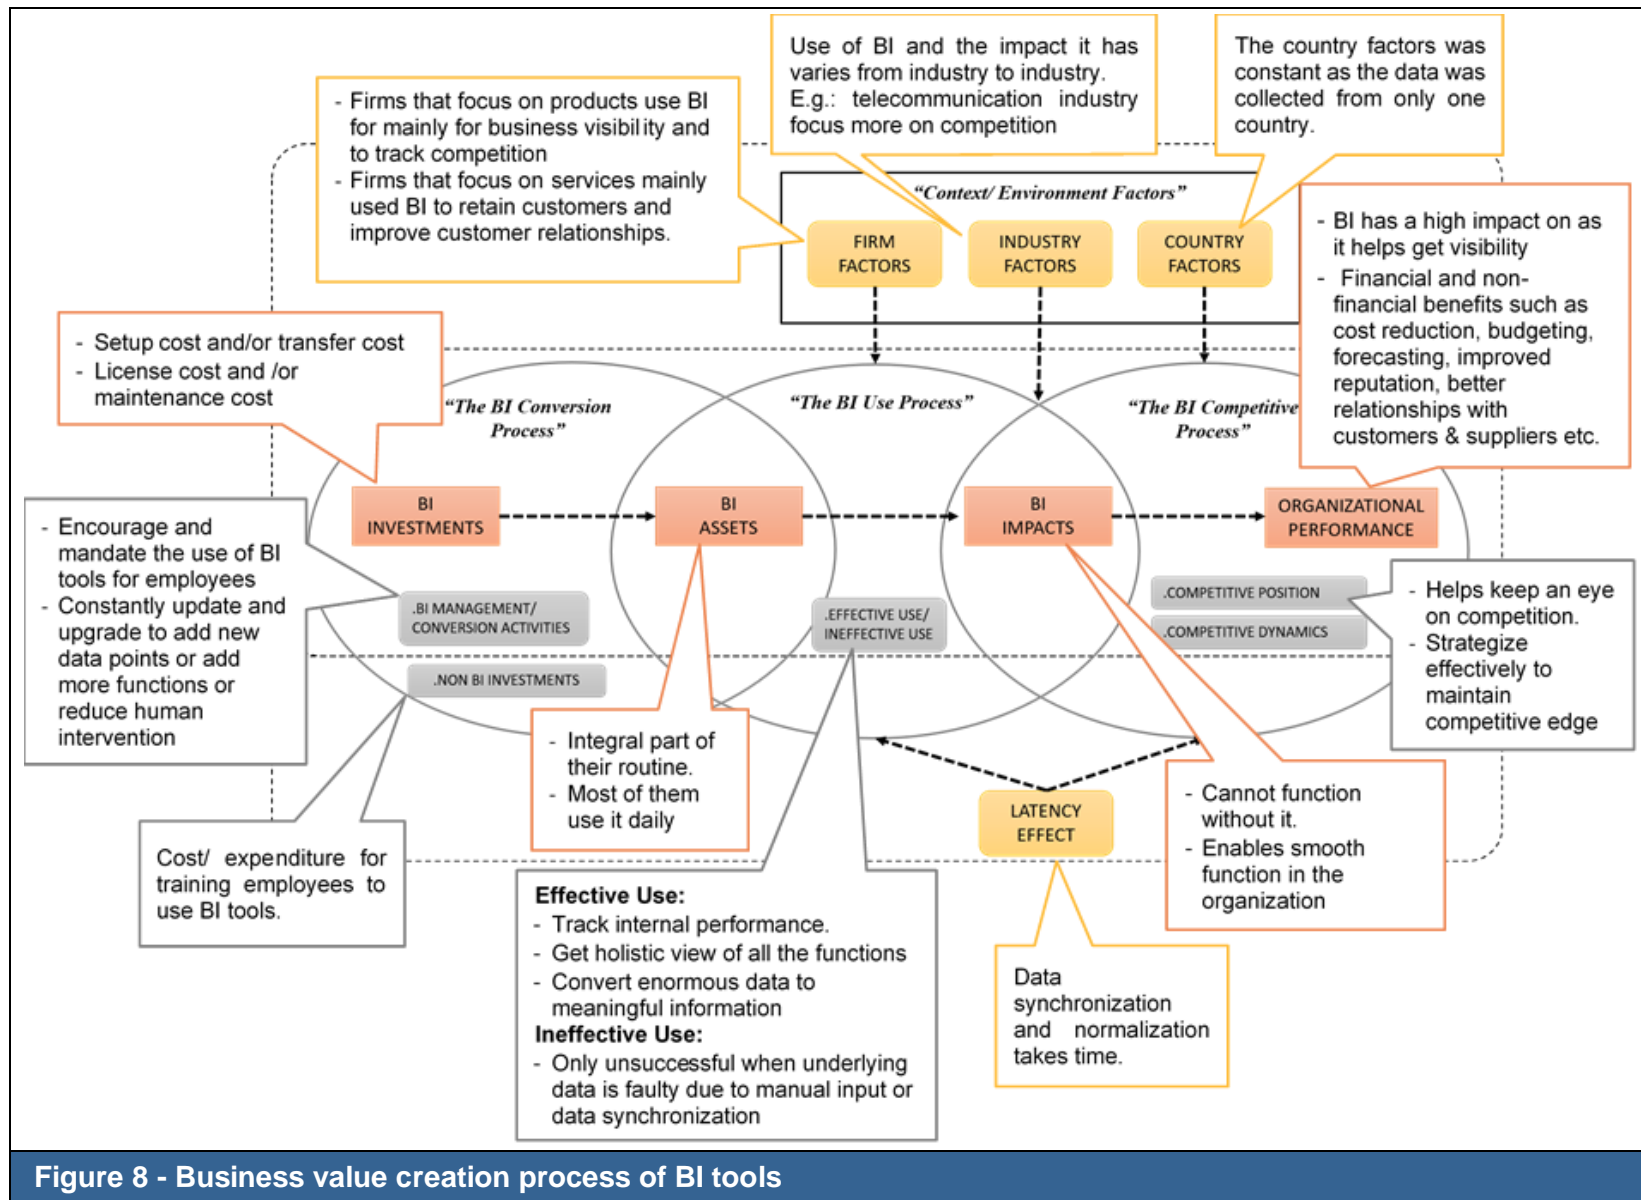 Use of BI and the impact it has
varies from industry to industry.
E.g.: telecommunication industry
focus more on competition
The country factors was
constant as the data was
collected from only one
country.
- Firms that focus on products use BI
for mainly for business visibility and
to track competition
- Firms that focus on services mainly
used BI to retain customers and
improve customer relationships.
“Context/ Environment Factors”
FIRM
FACTORS
INDUSTRY
FACTORS
COUNTRY
FACTORS
- BI has a high impact on as
it helps get visibility
- Financial and non-
financial benefits such as
cost reduction, budgeting,
forecasting, improved
reputation, better
relationships with
customers & suppliers etc.
- Setup cost and/or transfer cost
- License cost and /or
maintenance cost
“The BI Conversion
Process”
“The BI Use Process”
“The BI Competitive
Process”
BI
INVESTMENTS
BI
ASSETS
BI
IMPACTS
ORGANIZATIONAL
PERFORMANCE
- Encourage and
mandate the use of BI
tools for employees
- Constantly update and
upgrade to add new
data points or add
more functions or
reduce human
intervention
.BI MANAGEMENT/
CONVERSION ACTIVITIES
.NON BI INVESTMENTS
.EFFECTIVE USE/
INEFFECTIVE USE
.COMPETITIVE POSITION
.COMPETITIVE DYNAMICS
- Helps keep an eye
on competition.
- Strategize
effectively to
maintain
competitive edge
- Integral part of
their routine.
- Most of them
use it daily
LATENCY
EFFECT
- Cannot function
without it.
- Enables smooth
function in the
organization
Cost/ expenditure for
training employees to
use BI tools.
Effective Use:
- Track internal performance.
- Get holistic view of all the functions
- Convert enormous data to
meaningful information
Ineffective Use:
- Only unsuccessful when underlying
data is faulty due to manual input or
data synchronization
Data
synchronization
and normalization
takes time.
Figure 8 - Business value creation process of BI tools